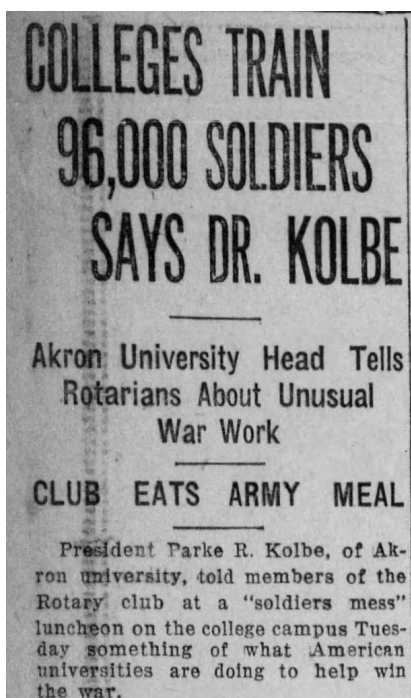 COLLEGES TRAIN
96,000 SOLDIERS
SAYS DR. KOLBE
Akron University Head Tells
Rotarians About Unusual
War Work
CLUB EATS ARMY MEAL
President Parke R. Kolbe, of Ak-
ron university, told members of the
Rotary club at a "soldiers mess"
luncheon on the college campus Tues-
day something of what American
universities are doing to help win
the war.